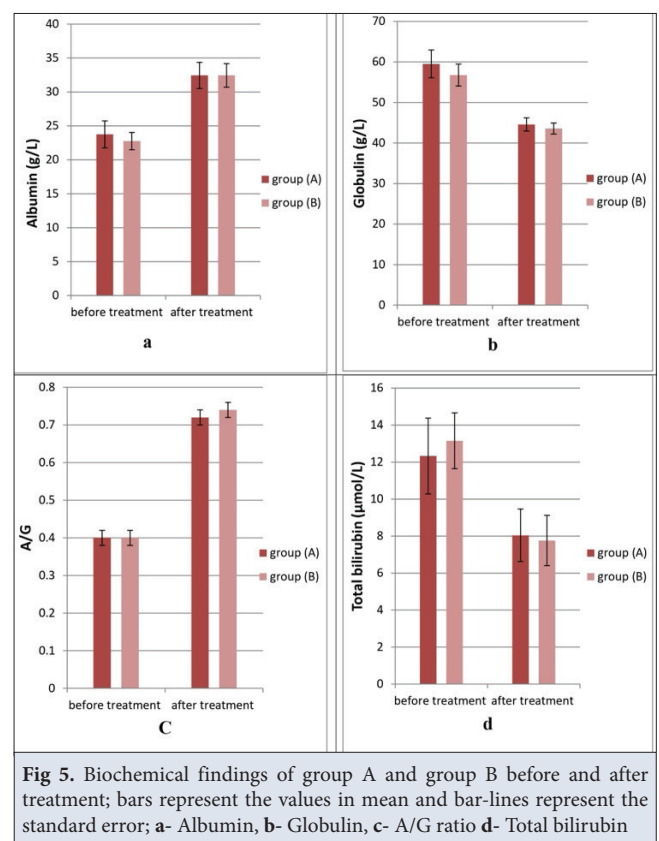 40
35
30
25
20
15
10
5
0
Albumin (g/L)
before treatment after treatment
group (A)
group (B)
a
70
60
50
40
30
20
10
0
Globulin (g/L)
before treatment after treatment
group (A)
group (B)
b
0.8
0.7
0.6
0.5
0.4
0.3
0.2
0.1
0
A/G
before treatment after treatment
group (A)
group (B)
C
16
14
12
10
8
6
4
2
0
Total bilirubin (µmol/L)
before treatment after treatment
group (A)
group (B)
d
Fig 5. Biochemical findings of group A and group B before and after
treatment; bars represent the values in mean and bar-lines represent the
standard error; a- Albumin, b- Globulin, c- A/G ratio d- Total bilirubin